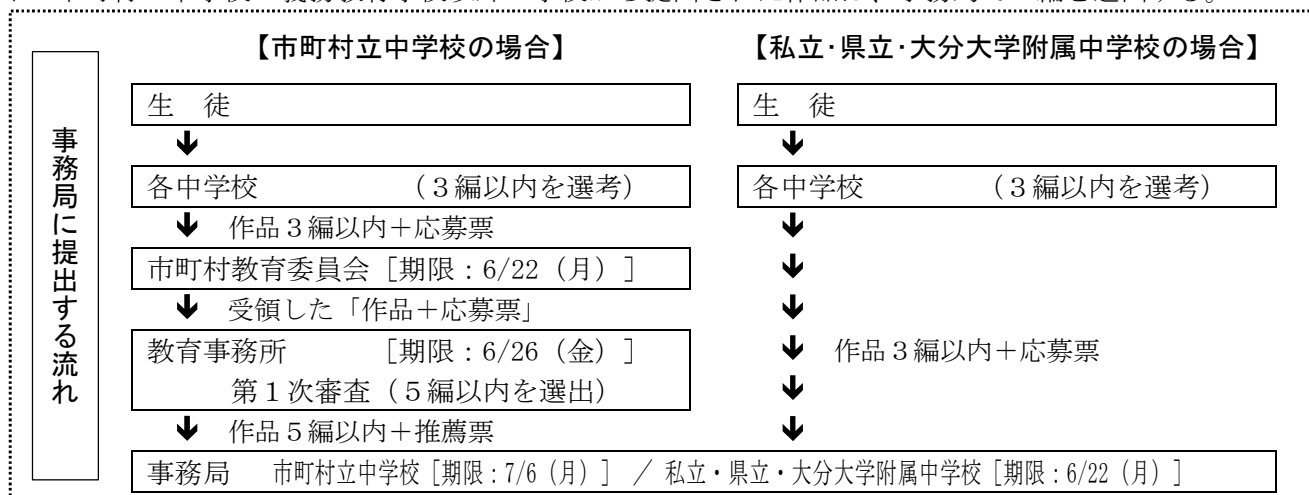 【市町村立中学校の場合】 【私立･県立･大分大学附属中学校の場合】
事務局に提出する流れ
生 徒 生 徒
各中学校 （３編以内を選考） 各中学校 （３編以内を選考）
作品３編以内＋応募票
市町村教育委員会［期限：6/22（月）］
受領した「作品＋応募票」
教育事務所 ［期限：6/26（金）］ 作品３編以内＋応募票
第１次審査（５編以内を選出）
作品５編以内＋推薦票
事務局 市町村立中学校［期限：7/6（月）］ ／ 私立・県立・大分大学附属中学校［期限：6/22（月）］